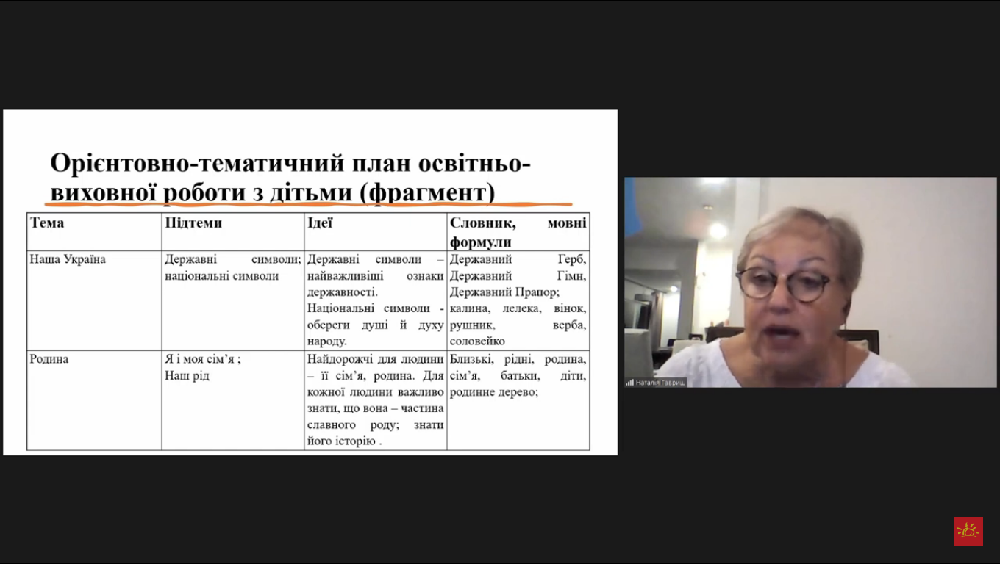 Орієнтовно-тематичний план освітньо-
виховної роботи з дітьми (фрагмент)
Тема
Підтеми
Ідеї
Словник, мовні
формули
Наша Україна
Державні символи;
національні символи
Державні символи –
найважливіші ознаки
державності.
Національні символи -
обереги душі й духу
народу.
Державний Герб,
Державний Гімн,
Державний Прапор;
калина, лелека, вінок,
рушник, верба,
соловейко
Родина
Я і моя сім’я ;
Наш рід
Найдорожчі для людини
– її сім’я, родина. Для
кожної людини важливо
знати, що вона – частина
славного роду; знати
його історію .
Близькі, рідні, родина,
сім’я, батьки, діти,
родинне дерево;
Наталія Гавриш